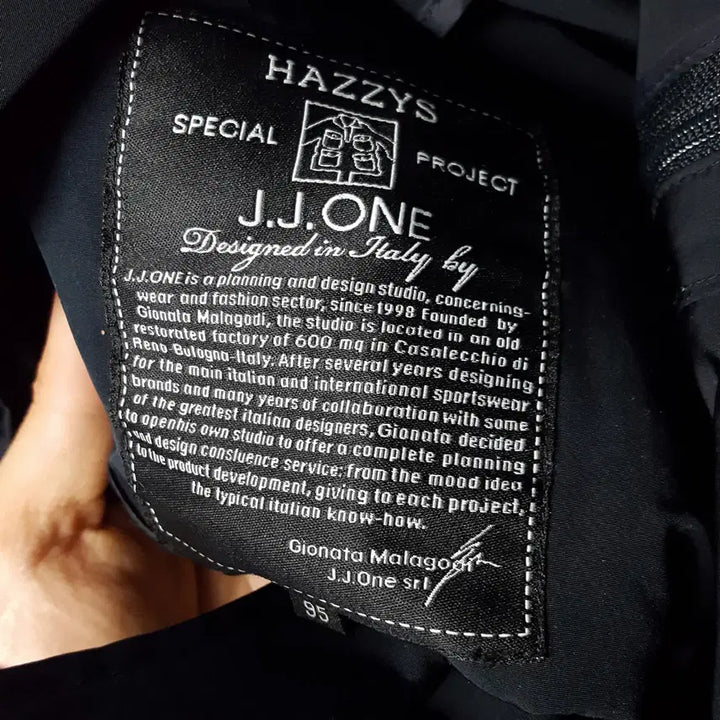 HAZZYS
SPECIAL PROJECT
J.J.ONE
Designed in Italy by
J.J.ONE is a planning and design studio, concerning-
wear and fashion sector, since 1998 Founded by
Gionata Malagodi, the studio is located in an old
restorated factory of 600 mq in Casalecchio di
Reno-Bulogna-Italy. After several years designing
for the main italian and international sportswear
brands and many years of collaboration with some
of the greatest italian designers, Gionata decided
to openhis own studio to offer a complete planning
and design consluence service: from the mood idea
to the product development, giving to each project,
the typical italian know-how.
Gionata Malagodi
J.J.One srl
95